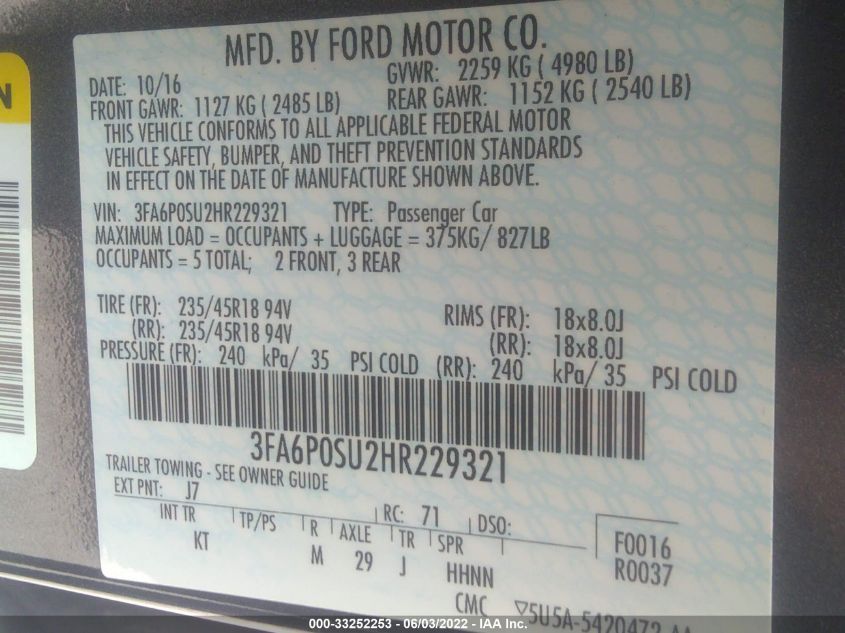 N
MFD. BY FORD MOTOR CO.
DATE: 10/16 GVWR: 2259 KG ( 4980 LB)
FRONT GAWR: 1127 KG ( 2485 LB) REAR GAWR: 1152 KG ( 2540 LB)
THIS VEHICLE CONFORMS TO ALL APPLICABLE FEDERAL MOTOR
VEHICLE SAFETY, BUMPER, AND THEFT PREVENTION STANDARDS
IN EFFECT ON THE DATE OF MANUFACTURE SHOWN ABOVE.
VIN: 3FA6P0SU2HR229321 TYPE: Passenger Car
MAXIMUM LOAD = OCCUPANTS + LUGGAGE = 375KG/ 827LB
OCCUPANTS = 5 TOTAL; 2 FRONT, 3 REAR
TIRE (FR): 235/45R18 94V RIMS (FR): 18x8.0J
(RR): 235/45R18 94V (RR): 18x8.0J
PRESSURE (FR): 240 kPa/ 35 PSI COLD (RR): 240 kPa/ 35 PSI COLD
3FA6P0SU2HR229321
TRAILER TOWING - SEE OWNER GUIDE
EXT PNT: J7 RC: 71 DSO:
INT TR TP/PS R AXLE TR SPR F0016
KT M 29 J HHNN R0037
CMC 5U5A-5420472-AA
000-33252253 - 06/03/2022 - IAA Inc.